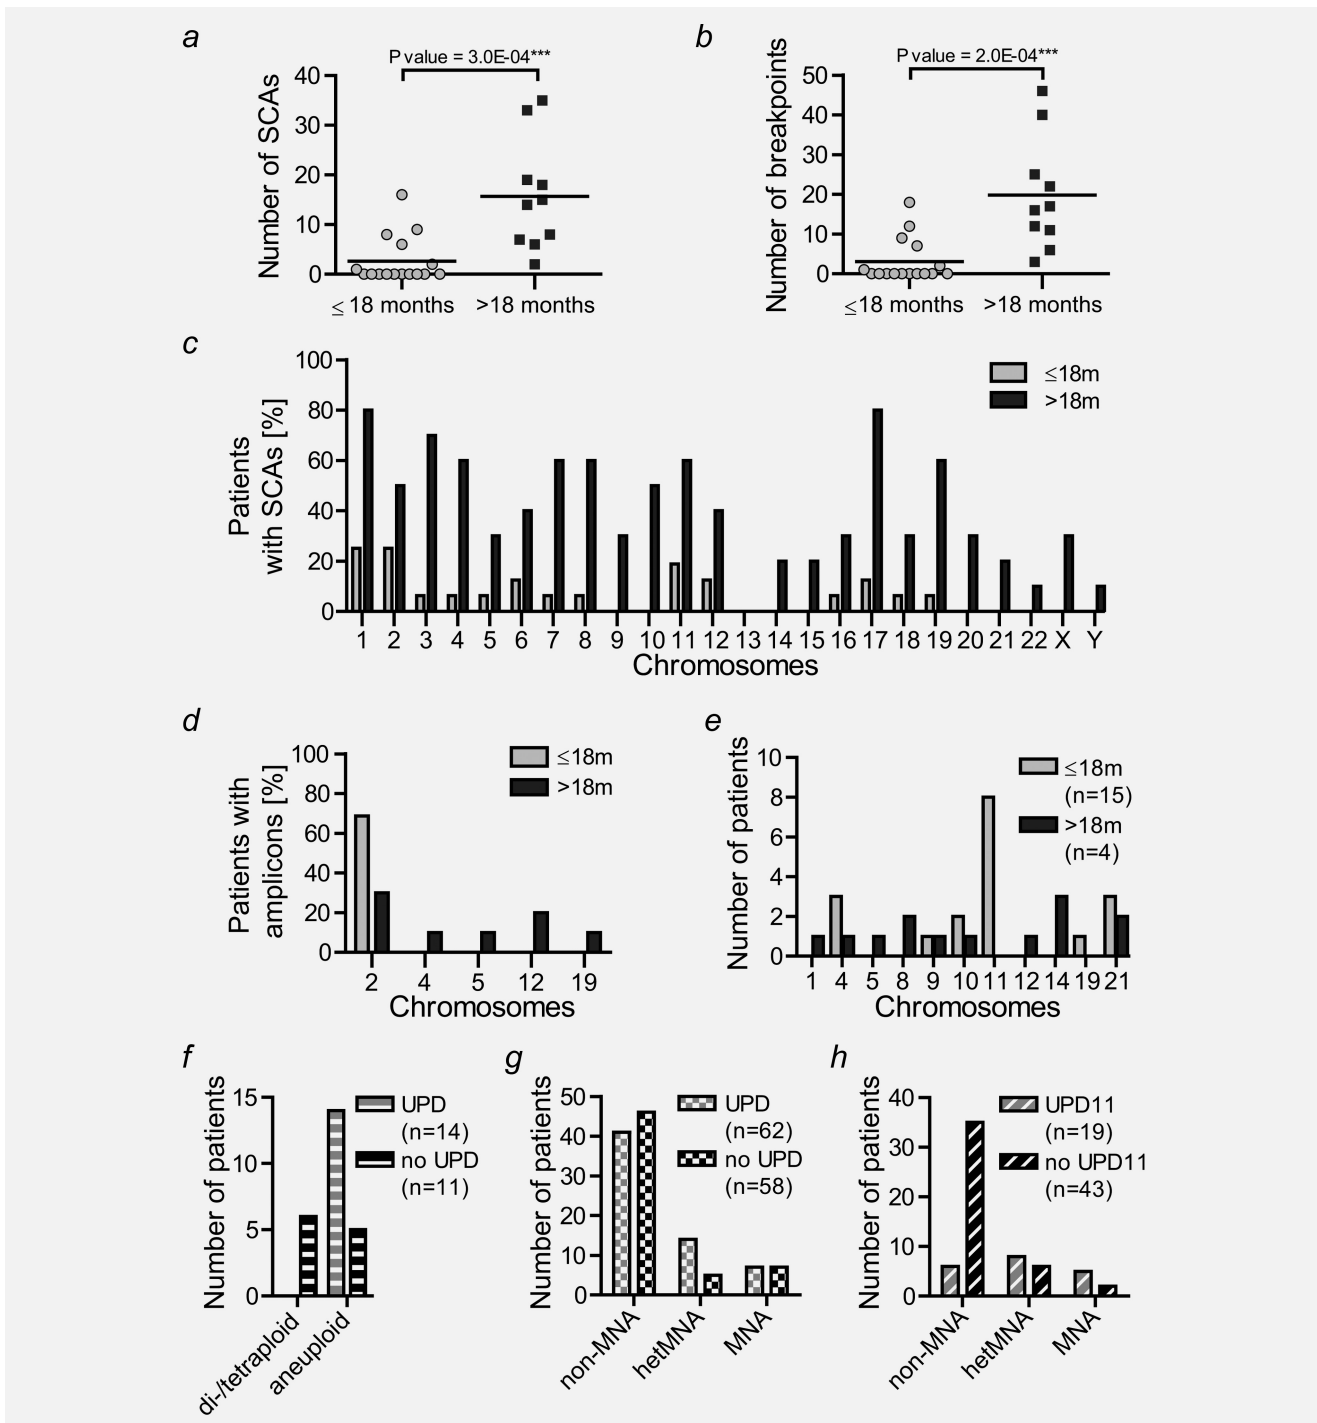 a
P value = 3.0E-04***
Number of SCAs
40
30
20
10
0
≤ 18 months
>18 months
b
P value = 2.0E-04***
Number of breakpoints
50
40
30
20
10
0
≤18 months
>18 months
c
Patients
with SCAs [%]
100
80
60
40
20
0
≤18m
>18m
1 2 3 4 5 6 7 8 9 10 11 12 13 14 15 16 17 18 19 20 21 22 X Y
Chromosomes
d
Patients with
amplicons [%]
100
80
60
40
20
0
≤18m
>18m
2 4 5 12 19
Chromosomes
e
Number of patients
10
8
6
4
2
0
≤18m
(n=15)
>18m
(n=4)
1 4 5 8 9 10 11 12 14 19 21
Chromosomes
f
Number of patients
15
10
5
0
UPD
(n=14)
no UPD
(n=11)
di-/tetraploid
aneuploid
g
Number of patients
50
40
30
20
10
0
UPD
(n=62)
no UPD
(n=58)
non-MNA
hetMNA
MNA
h
Number of patients
40
30
20
10
0
UPD11
(n=19)
no UPD11
(n=43)
non-MNA
hetMNA
MNA